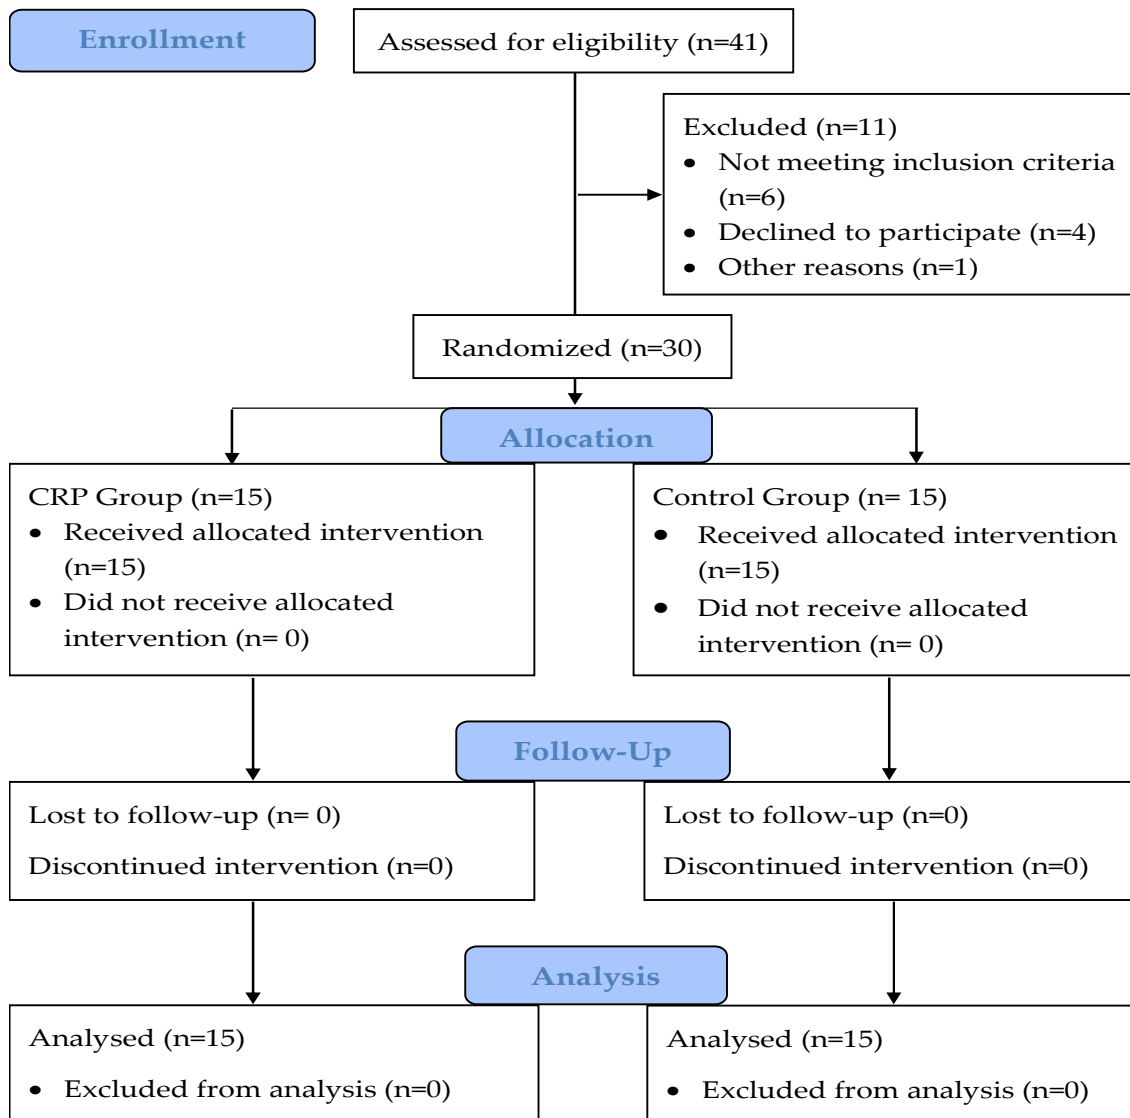 Enrollment
Assessed for eligibility (n=41)
Excluded (n=11)
• Not meeting inclusion criteria
(n=6)
• Declined to participate (n=4)
• Other reasons (n=1)
Randomized (n=30)
Allocation
CRP Group (n=15)
• Received allocated intervention
(n=15)
• Did not receive allocated
intervention (n= 0)
Control Group (n= 15)
• Received allocated intervention
(n=15)
• Did not receive allocated
intervention (n= 0)
Follow-Up
Lost to follow-up (n= 0)
Discontinued intervention (n=0)
Lost to follow-up (n=0)
Discontinued intervention (n=0)
Analysis
Analysed (n=15)
• Excluded from analysis (n=0)
Analysed (n=15)
• Excluded from analysis (n=0)